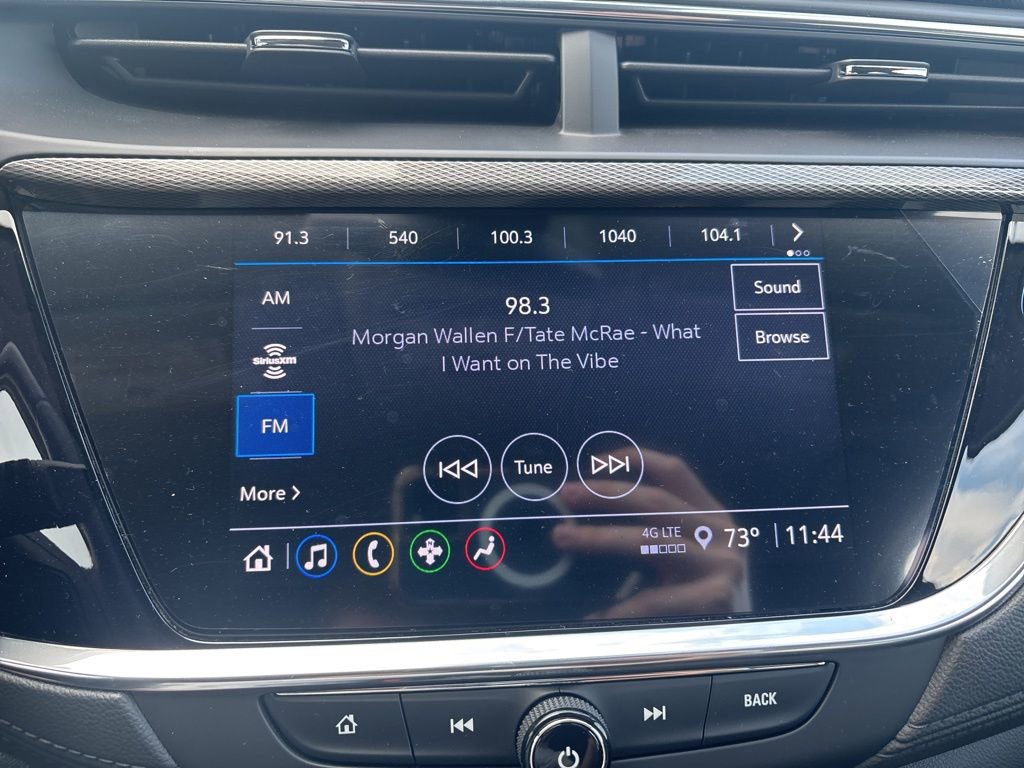 91.3 540 100.3 1040 104.1
AM
SiriusXM
FM
More
98.3
Morgan Wallen F/Tate McRae - What
I Want on The Vibe
Sound
Browse
Tune
4G LTE
73° 11:44
BACK